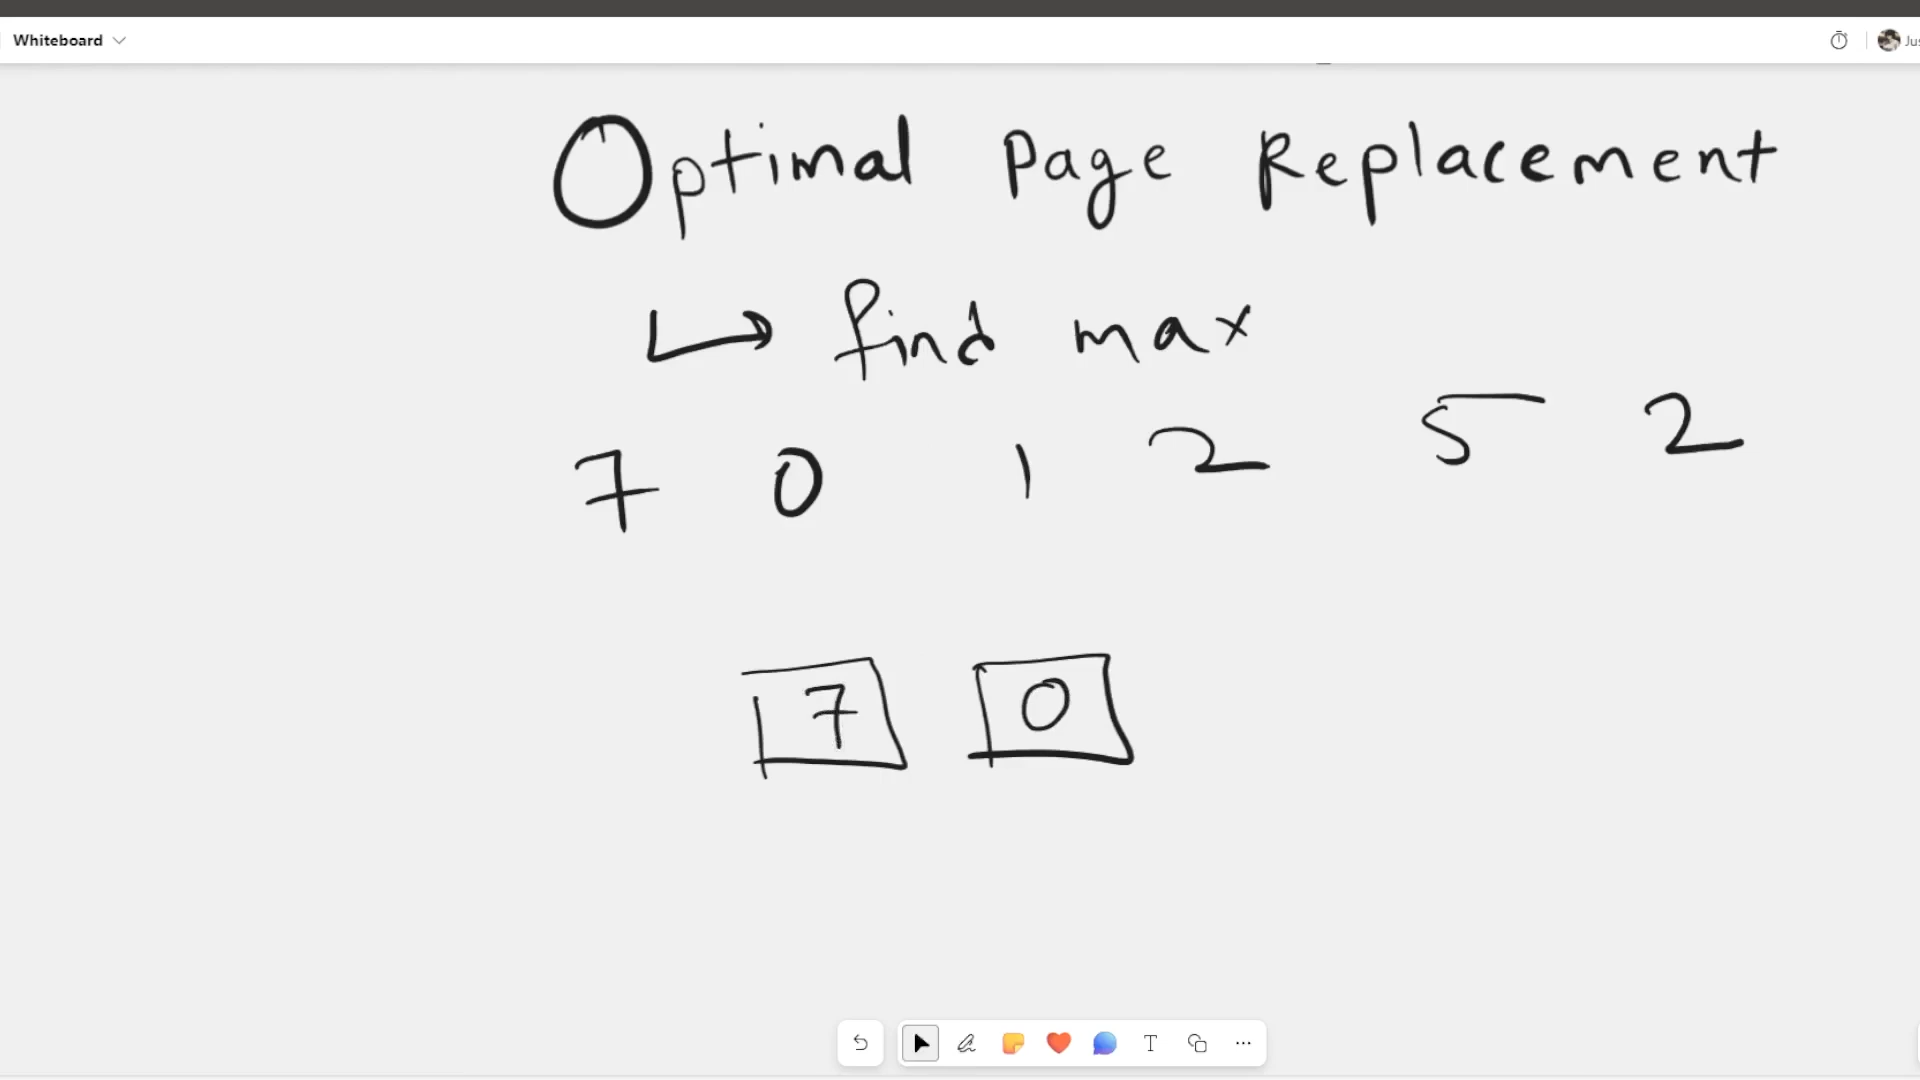 Whiteboard
Optimal Page Replacement
find max
7 0 1 2 5 2
7 0
T